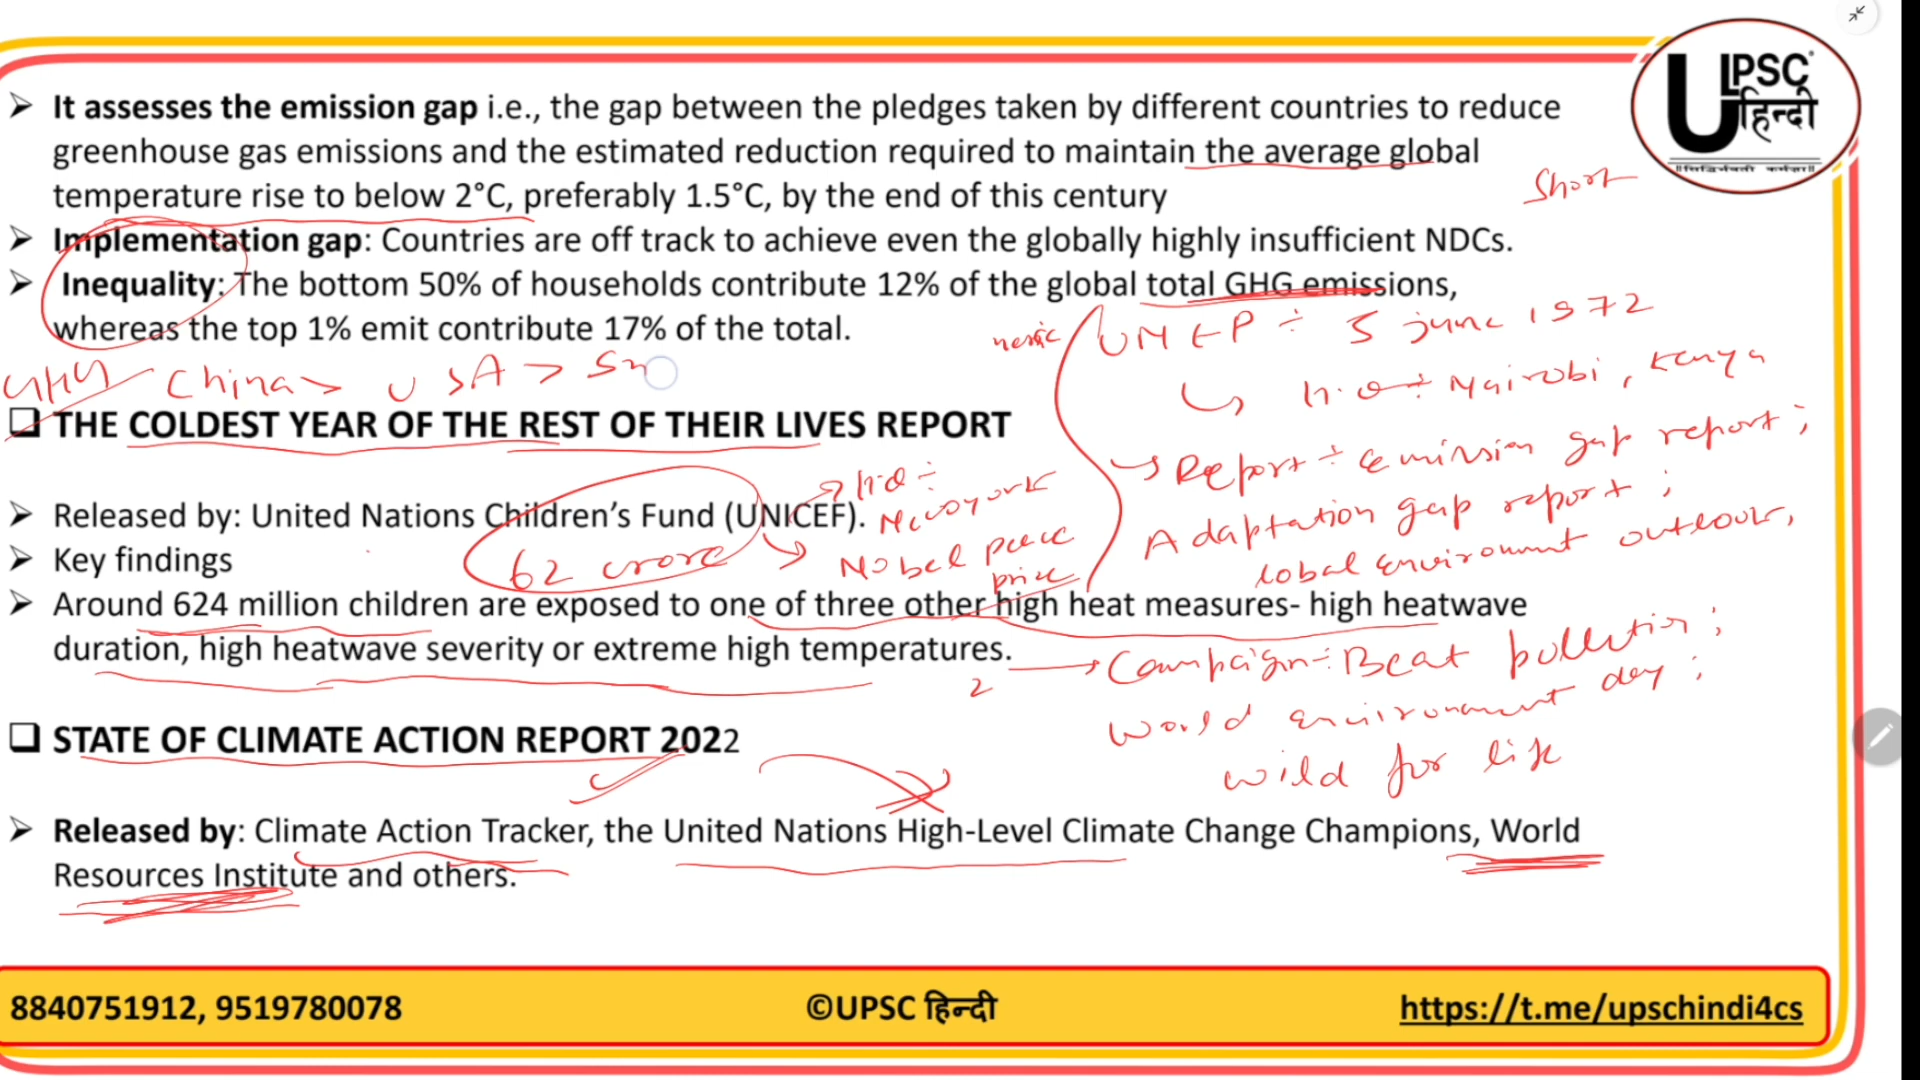 UPSC
हिन्दी
➢ It assesses the emission gap i.e., the gap between the pledges taken by different countries to reduce
greenhouse gas emissions and the estimated reduction required to maintain the average global
temperature rise to below 2°C, preferably 1.5°C, by the end of this century
Short
➢ Implementation gap: Countries are off track to achieve even the globally highly insufficient NDCs.
➢ Inequality: The bottom 50% of households contribute 12% of the global total GHG emissions,
whereas the top 1% emit contribute 17% of the total.
UNEP ÷ 5 june 1972
GHG China > USA >
Nairobi, Kenya
❑ THE COLDEST YEAR OF THE REST OF THEIR LIVES REPORT
→ Report ÷ Emission gap report;
Adaptation gap report;
lobal Environment outlook,
➢ Released by: United Nations Children's Fund (UNICEF).
Newyork
➢ Key findings
62 crore
Nobel peace
price
➢ Around 624 million children are exposed to one of three other high heat measures- high heatwave
duration, high heatwave severity or extreme high temperatures.
2
→ Campaign ÷ Beat pollution;
World Environment day;
wild for life
❑ STATE OF CLIMATE ACTION REPORT 2022
➢ Released by: Climate Action Tracker, the United Nations High-Level Climate Change Champions, World
Resources Institute and others.
8840751912, 9519780078
©UPSC हिन्दी
https://t.me/upschindi4cs